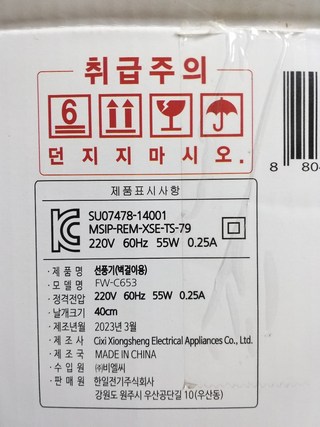 취급주의
6
던지지마시오.
8 80
제품표시사항
SU07478-14001
MSIP-REM-XSE-TS-79
220V 60Hz 55W 0.25A
· 제 품 명 선풍기(벽걸이용)
· 모 델 명 FW-C653
· 정격전압 220V 60Hz 55W 0.25A
· 날개크기 40cm
· 제조년월 2023년 3월
· 제 조 사 Cixi Xiongsheng Electrical Appliances Co., Ltd.
· 제 조 국 MADE IN CHINA
· 수 입 원 ㈜비엘씨
· 판 매 원 한일전기주식회사
강원도 원주시 우산공단길 10(우산동)